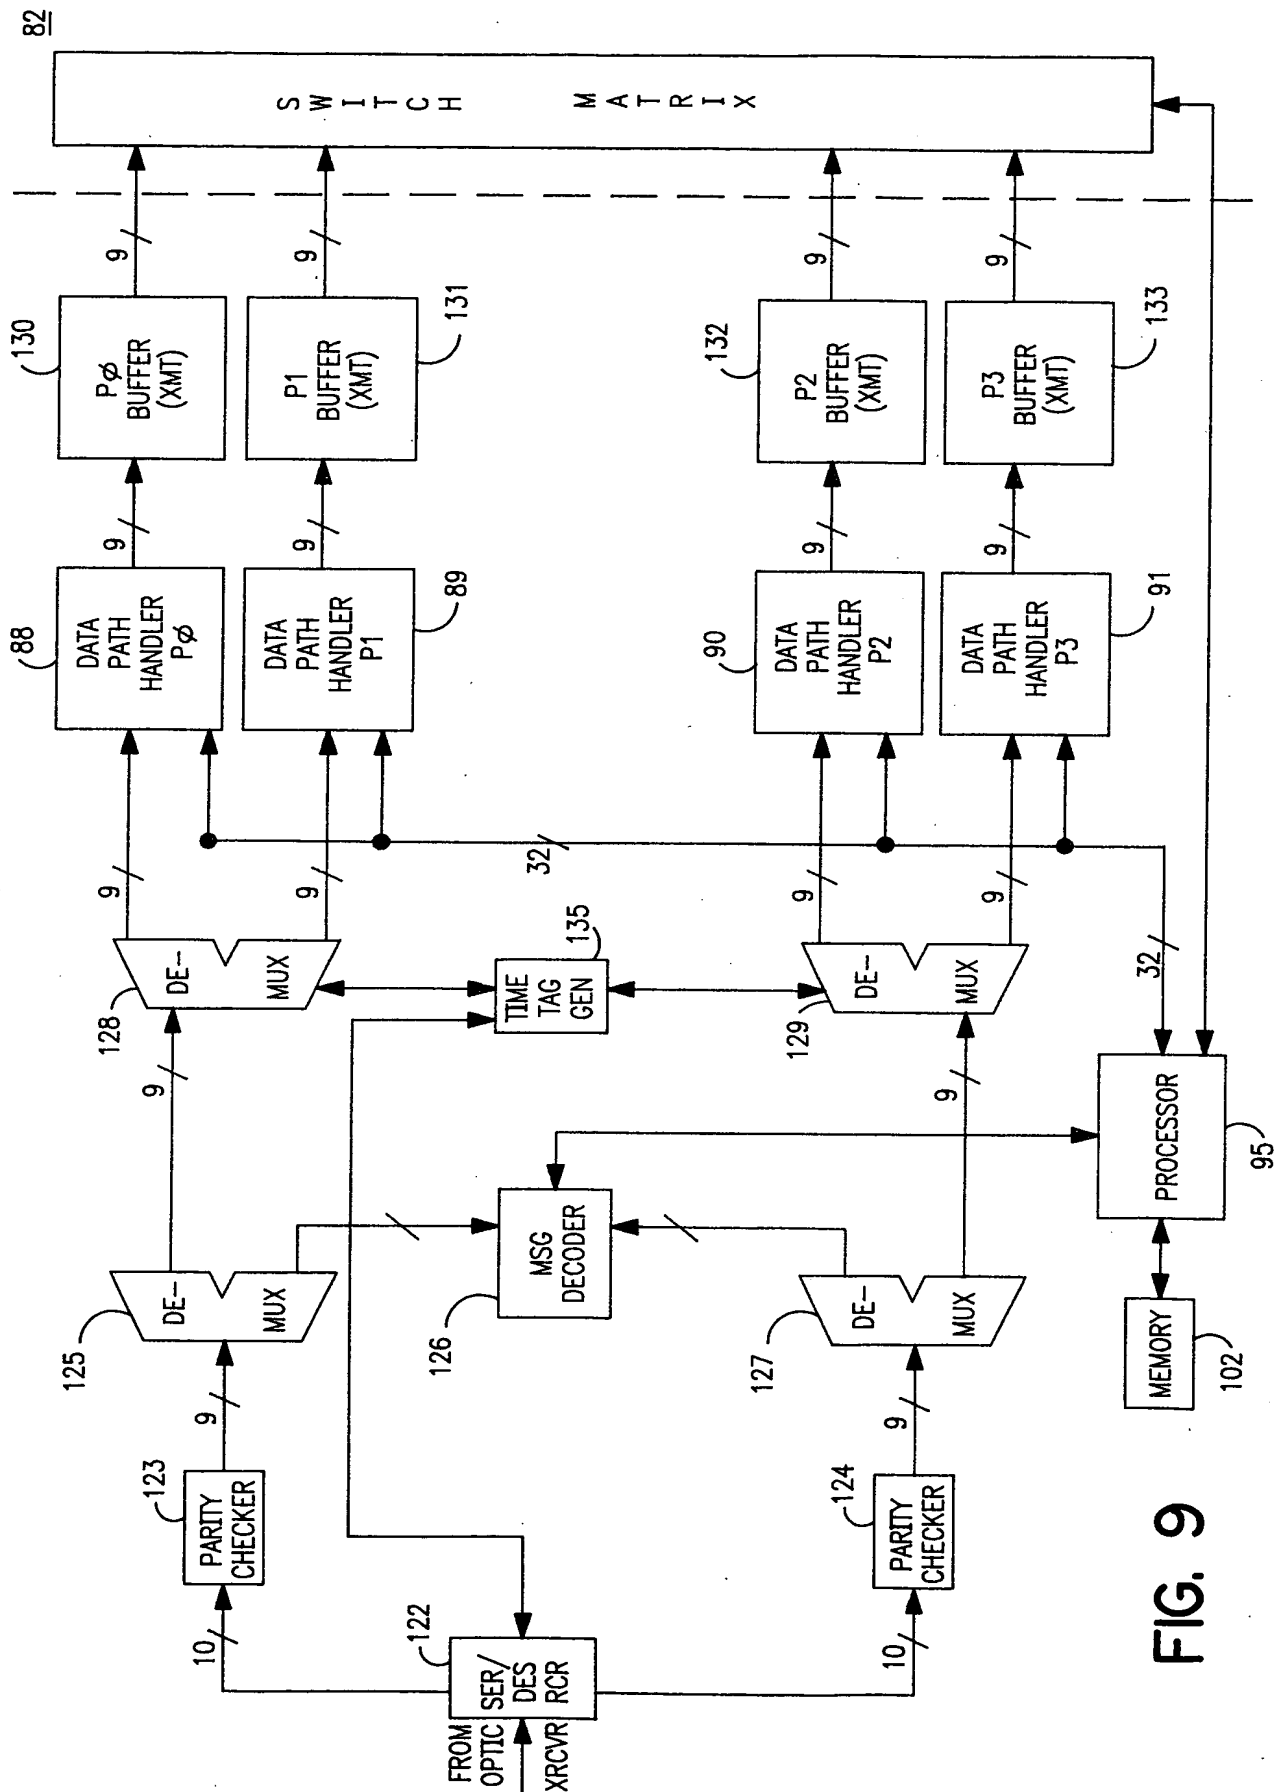 82
SWITCH MATRIX
130
PØ
BUFFER
(XMT)
9
9
131
P1
BUFFER
(XMT)
9
9
132
P2
BUFFER
(XMT)
9
9
133
P3
BUFFER
(XMT)
9
9
88
DATA
PATH
HANDLER
PØ
89
DATA
PATH
HANDLER
P1
90
DATA
PATH
HANDLER
P2
91
DATA
PATH
HANDLER
P3
9
9
32
9
9
32
128
DE-
MUX
135
TIME
TAG
GEN
129
DE-
MUX
9
9
125
DE-
MUX
126
MSG
DECODER
127
DE-
MUX
PROCESSOR
95
MEMORY
102
9
9
123
PARITY
CHECKER
124
PARITY
CHECKER
10
10
122
SER/
DES
RCR
FROM
OPTIC
XRCVR
FIG. 9